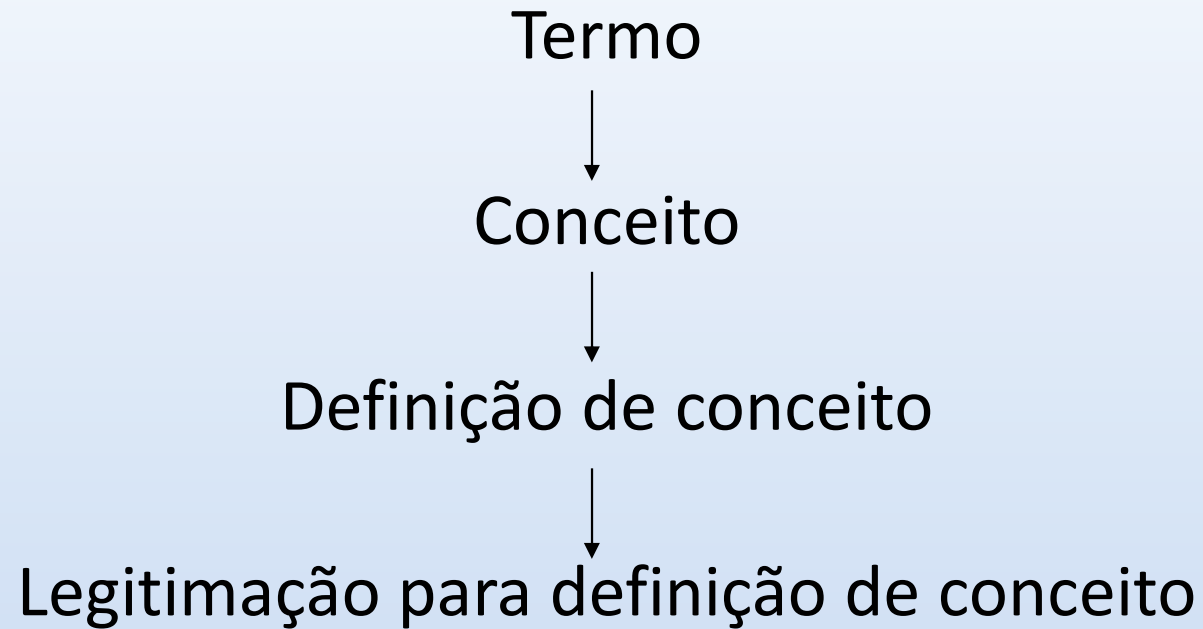 Termo
Conceito
Definição de conceito
Legitimação para definição de conceito